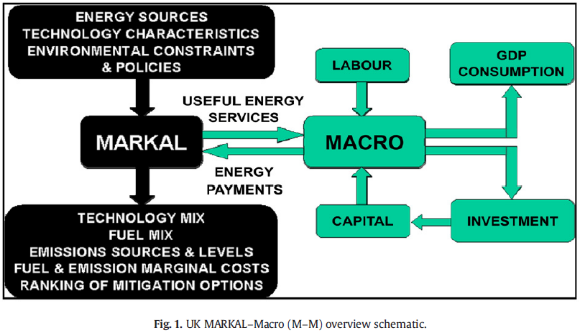 ENERGY SOURCES
TECHNOLOGY CHARACTERISTICS
ENVIRONMENTAL CONSTRAINTS
& POLICIES
MARKAL
TECHNOLOGY MIX
FUEL MIX
EMISSIONS SOURCES & LEVELS
FUEL & EMISSION MARGINAL COSTS
RANKING OF MITIGATION OPTIONS
USEFUL ENERGY
SERVICES
ENERGY
PAYMENTS
LABOUR
MACRO
CAPITAL
GDP
CONSUMPTION
INVESTMENT
Fig. 1. UK MARKAL–Macro (M–M) overview schematic.